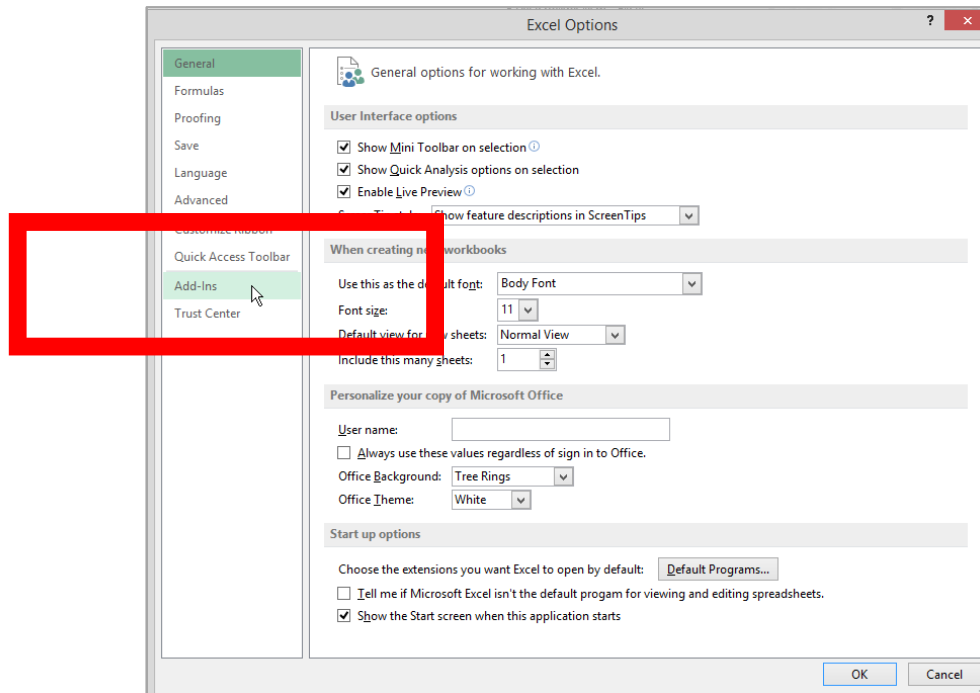 Excel Options
?
General
Formulas
Proofing
Save
Language
Advanced
Customize Ribbon
Quick Access Toolbar
Add-Ins
Trust Center
General options for working with Excel.
User Interface options
Show Mini Toolbar on selection
Show Quick Analysis options on selection
Enable Live Preview
Show feature descriptions in ScreenTips
When creating new workbooks
Use this as the default font: Body Font
Font size: 11
Default view for new sheets: Normal View
Include this many sheets: 1
Personalize your copy of Microsoft Office
User name:
Always use these values regardless of sign in to Office.
Office Background: Tree Rings
Office Theme: White
Start up options
Choose the extensions you want Excel to open by default: Default Programs...
Tell me if Microsoft Excel isn't the default progam for viewing and editing spreadsheets.
Show the Start screen when this application starts
OK Cancel